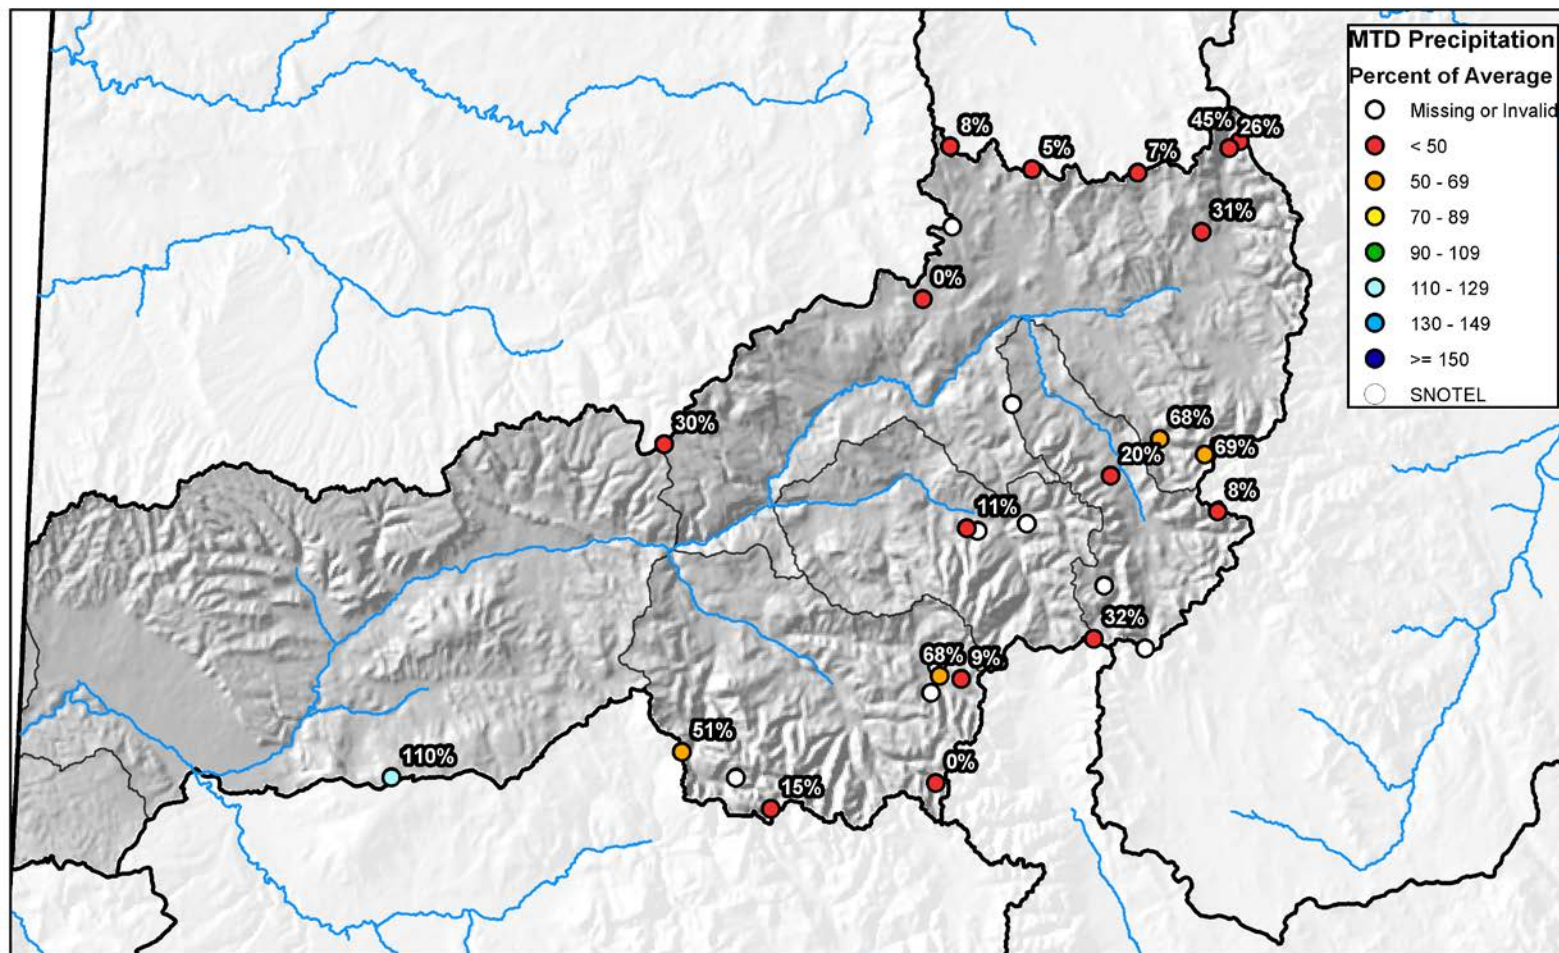 MTD Precipitation
Percent of Average
Missing or Invalid
< 50
50 - 69
70 - 89
90 - 109
110 - 129
130 - 149
>= 150
SNOTEL
45%
26%
8%
5%
7%
31%
0%
30%
68%
69%
20%
8%
11%
32%
68%
9%
51%
110%
0%
15%